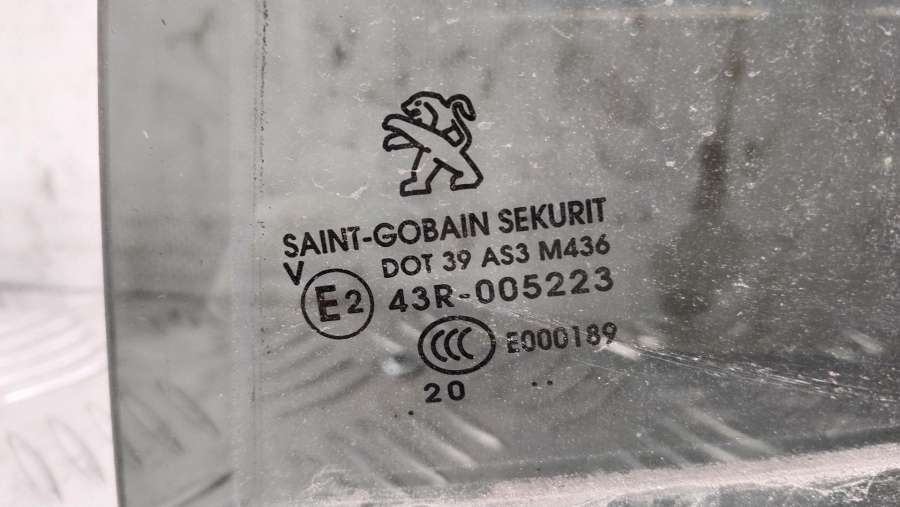 SAINT-GOBAIN SEKURIT
V DOT 39 AS3 M436
E2 43R-005223
CCC E000189
. 20 ..